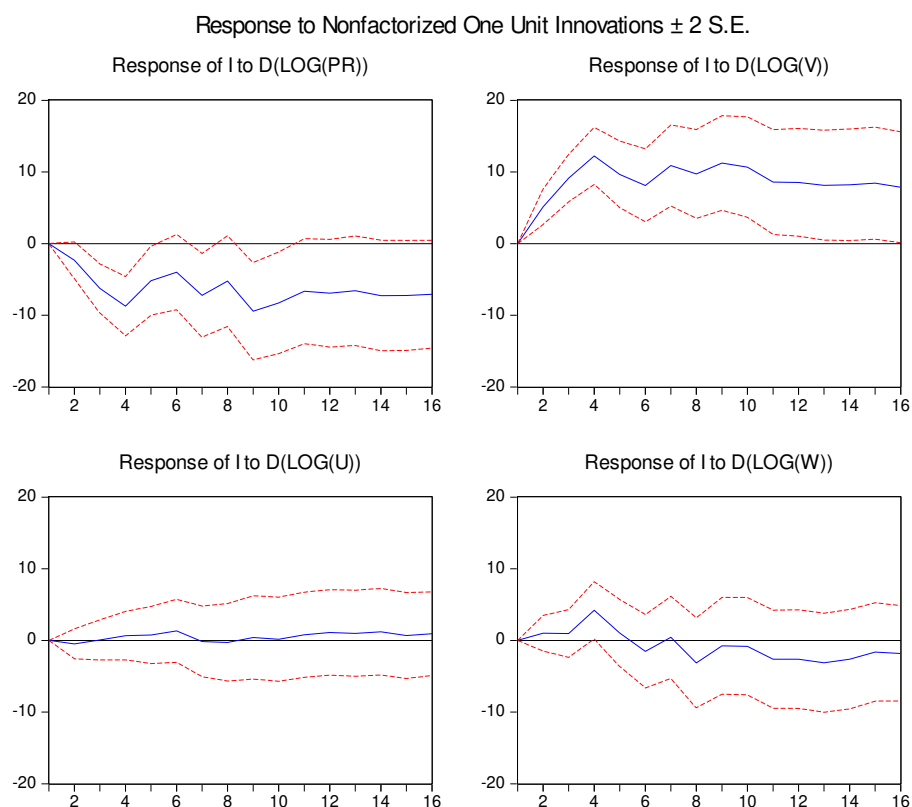 Response to Nonfactorized One Unit Innovations ± 2 S.E.
Response of I to D(LOG(PR))
20
10
0
-10
-20
2 4 6 8 10 12 14 16
Response of I to D(LOG(V))
20
10
0
-10
-20
2 4 6 8 10 12 14 16
Response of I to D(LOG(U))
20
10
0
-10
-20
2 4 6 8 10 12 14 16
Response of I to D(LOG(W))
20
10
0
-10
-20
2 4 6 8 10 12 14 16